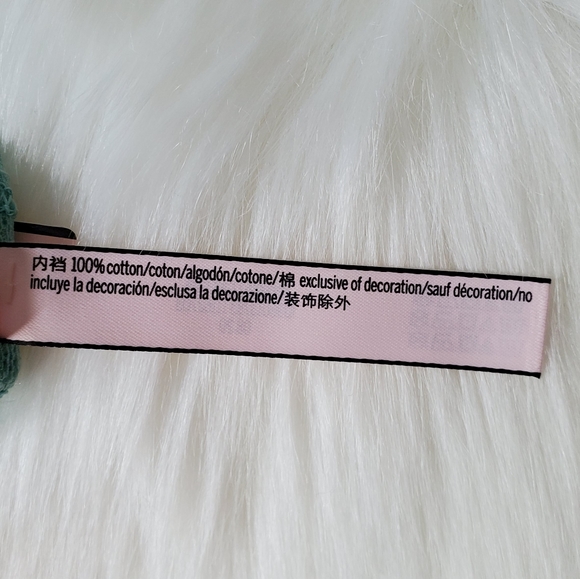 内裆 100% cotton/coton/algodón/cotone/棉 exclusive of decoration/sauf décoration/no
incluye la decoración/esclusa la decorazione/装饰除外